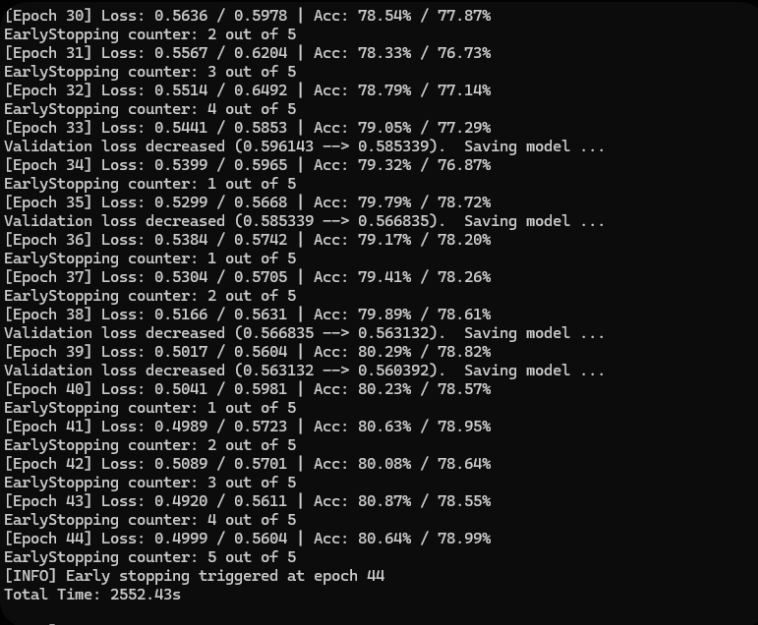 [Epoch 30] Loss: 0.5636 / 0.5978 | Acc: 78.54% / 77.87%
EarlyStopping counter: 2 out of 5
[Epoch 31] Loss: 0.5567 / 0.6204 | Acc: 78.33% / 76.73%
EarlyStopping counter: 3 out of 5
[Epoch 32] Loss: 0.5514 / 0.6492 | Acc: 78.79% / 77.14%
EarlyStopping counter: 4 out of 5
[Epoch 33] Loss: 0.5441 / 0.5853 | Acc: 79.05% / 77.29%
Validation loss decreased (0.596143 --> 0.585339).  Saving model ...
[Epoch 34] Loss: 0.5399 / 0.5965 | Acc: 79.32% / 76.87%
EarlyStopping counter: 1 out of 5
[Epoch 35] Loss: 0.5299 / 0.5668 | Acc: 79.79% / 78.72%
Validation loss decreased (0.585339 --> 0.566835).  Saving model ...
[Epoch 36] Loss: 0.5384 / 0.5742 | Acc: 79.17% / 78.20%
EarlyStopping counter: 1 out of 5
[Epoch 37] Loss: 0.5304 / 0.5705 | Acc: 79.41% / 78.26%
EarlyStopping counter: 2 out of 5
[Epoch 38] Loss: 0.5166 / 0.5631 | Acc: 79.89% / 78.61%
Validation loss decreased (0.566835 --> 0.563132).  Saving model ...
[Epoch 39] Loss: 0.5017 / 0.5604 | Acc: 80.29% / 78.82%
Validation loss decreased (0.563132 --> 0.560392).  Saving model ...
[Epoch 40] Loss: 0.5041 / 0.5981 | Acc: 80.23% / 78.57%
EarlyStopping counter: 1 out of 5
[Epoch 41] Loss: 0.4989 / 0.5723 | Acc: 80.63% / 78.95%
EarlyStopping counter: 2 out of 5
[Epoch 42] Loss: 0.5089 / 0.5701 | Acc: 80.08% / 78.64%
EarlyStopping counter: 3 out of 5
[Epoch 43] Loss: 0.4920 / 0.5611 | Acc: 80.87% / 78.55%
EarlyStopping counter: 4 out of 5
[Epoch 44] Loss: 0.4999 / 0.5604 | Acc: 80.64% / 78.99%
EarlyStopping counter: 5 out of 5
[INFO] Early stopping triggered at epoch 44
Total Time: 2552.43s